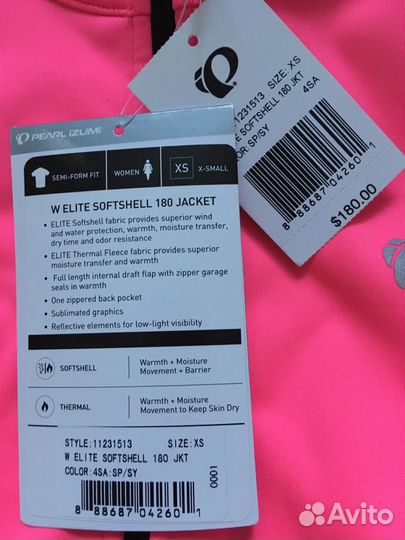 PEARL IZUMI
SEMI-FORM FIT
WOMEN
XS
X-SMALL
W ELITE SOFTSHELL 180 JACKET
• ELITE Softshell fabric provides superior wind
and water protection, warmth, moisture transfer,
dry time and odor resistance
• ELITE Thermal Fleece fabric provides superior
moisture transfer and warmth
• Full length internal draft flap with zipper garage
seals in warmth
• One zippered back pocket
• Sublimated graphics
• Reflective elements for low-light visibility
SOFTSHELL
Warmth + Moisture
Movement + Barrier
THERMAL
Warmth + Moisture
Movement to Keep Skin Dry
STYLE:11231513 SIZE:XS
W ELITE SOFTSHELL 180 JKT
COLOR:4SA:SP/SY
8 88687 04260 1
0001
11231513 SIZE: XS
TE SOFTSHELL 180 JKT
COLOR:SP/SY 4SA
88687 04260 1
$180.00
Avito